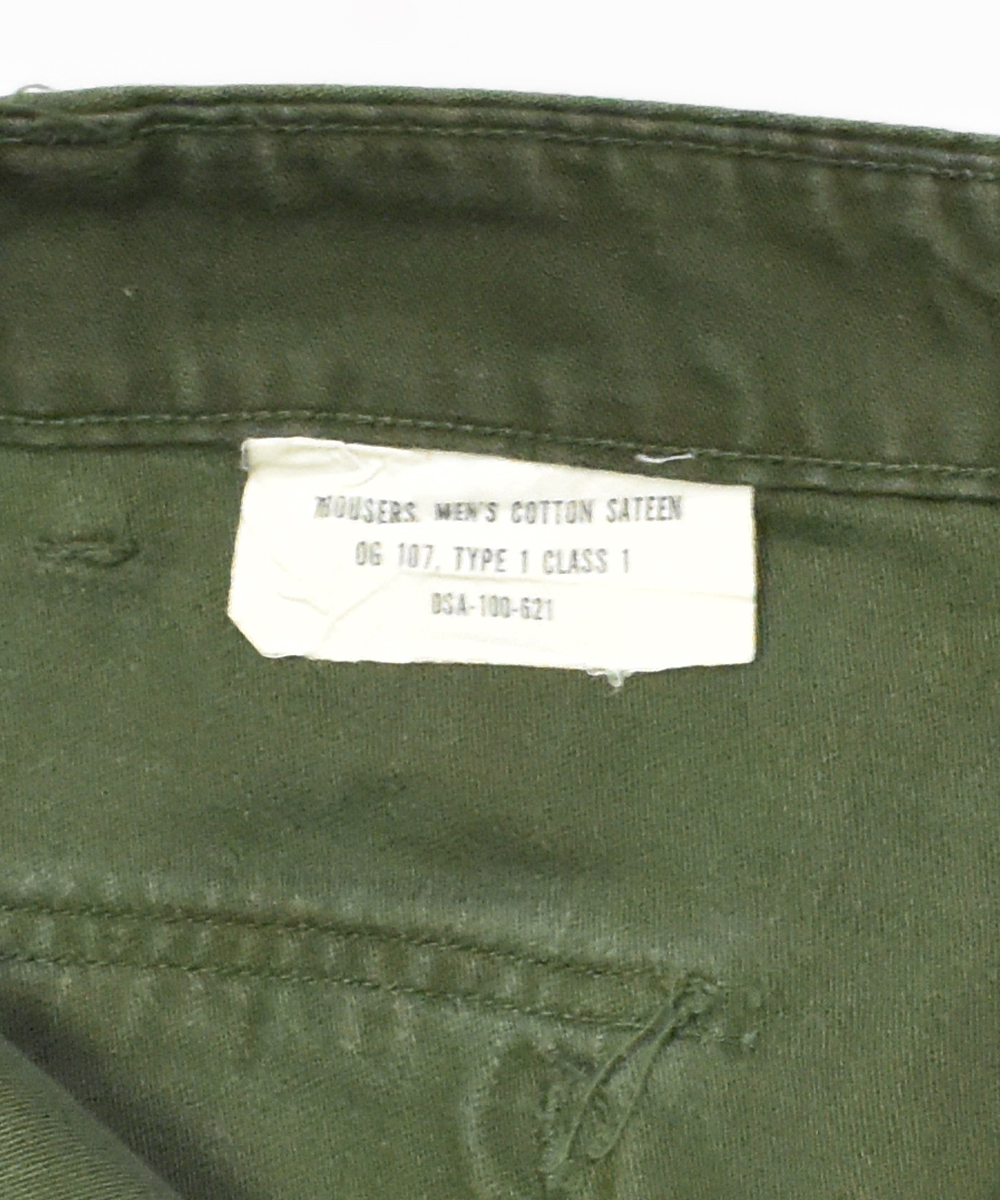 TROUSERS, MEN'S COTTON SATEEN
OG 107, TYPE 1 CLASS 1
DSA-100-621